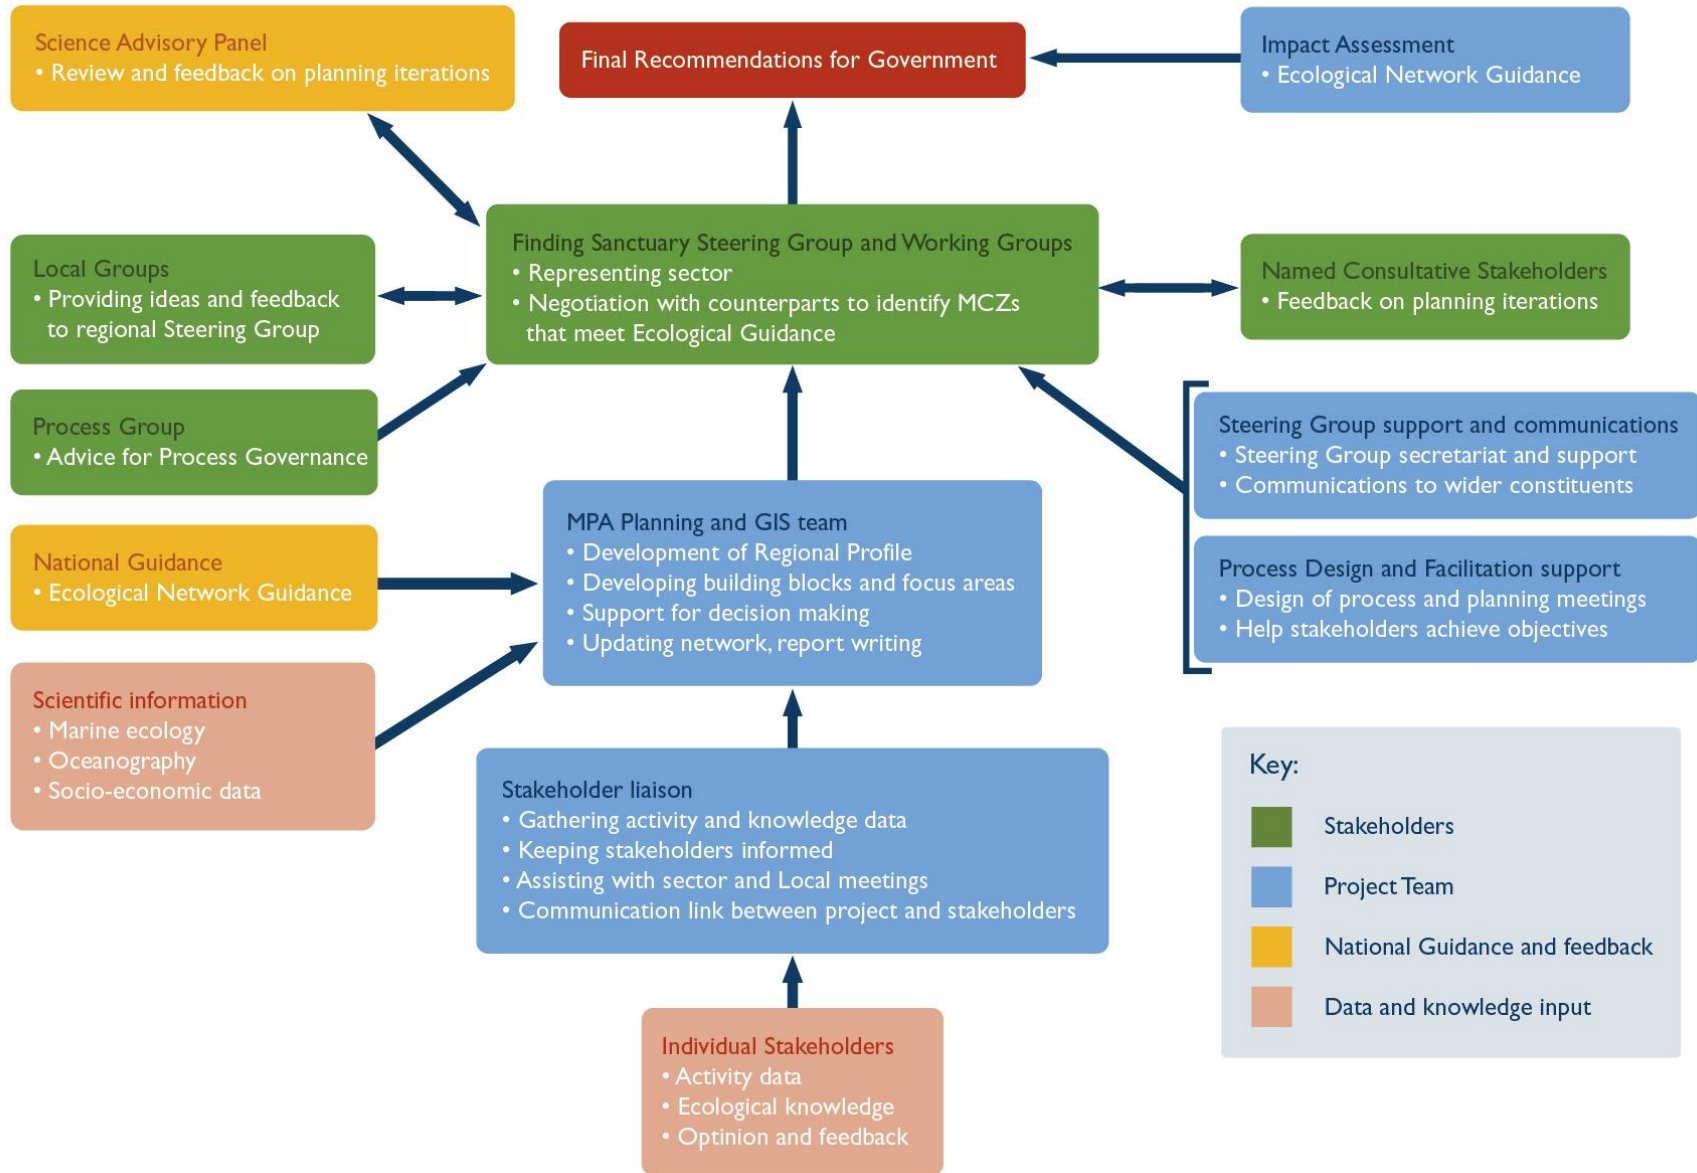 Science Advisory Panel
• Review and feedback on planning iterations
Final Recommendations for Government
Impact Assessment
• Ecological Network Guidance
Local Groups
• Providing ideas and feedback
to regional Steering Group
Finding Sanctuary Steering Group and Working Groups
• Representing sector
• Negotiation with counterparts to identify MCZs
that meet Ecological Guidance
Named Consultative Stakeholders
• Feedback on planning iterations
Process Group
• Advice for Process Governance
Steering Group support and communications
• Steering Group secretariat and support
• Communications to wider constituents
National Guidance
• Ecological Network Guidance
MPA Planning and GIS team
• Development of Regional Profile
• Developing building blocks and focus areas
• Support for decision making
• Updating network, report writing
Process Design and Facilitation support
• Design of process and planning meetings
• Help stakeholders achieve objectives
Scientific information
• Marine ecology
• Oceanography
• Socio-economic data
Stakeholder liaison
• Gathering activity and knowledge data
• Keeping stakeholders informed
• Assisting with sector and Local meetings
• Communication link between project and stakeholders
Individual Stakeholders
• Activity data
• Ecological knowledge
• Optinion and feedback
Key:
Stakeholders
Project Team
National Guidance and feedback
Data and knowledge input